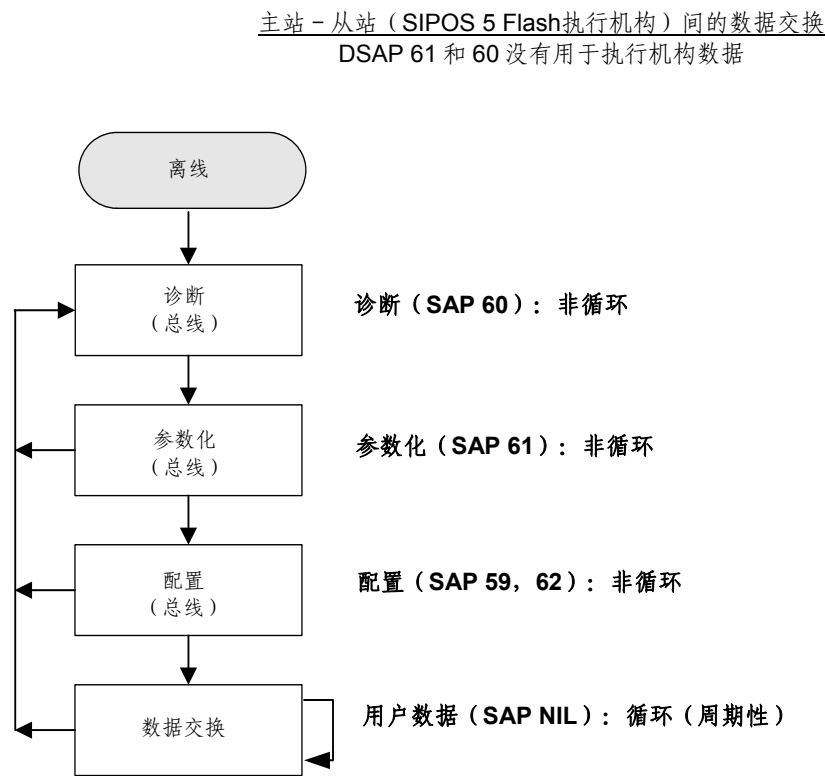 主站－从站（SIPOS 5 Flash执行机构）间的数据交换
DSAP 61 和 60 没有用于执行机构数据
离线
诊断
（总线）
诊断（SAP 60）：非循环
参数化
（总线）
参数化（SAP 61）：非循环
配置
（总线）
配置（SAP 59，62）：非循环
数据交换
用户数据（SAP NIL）：循环（周期性）